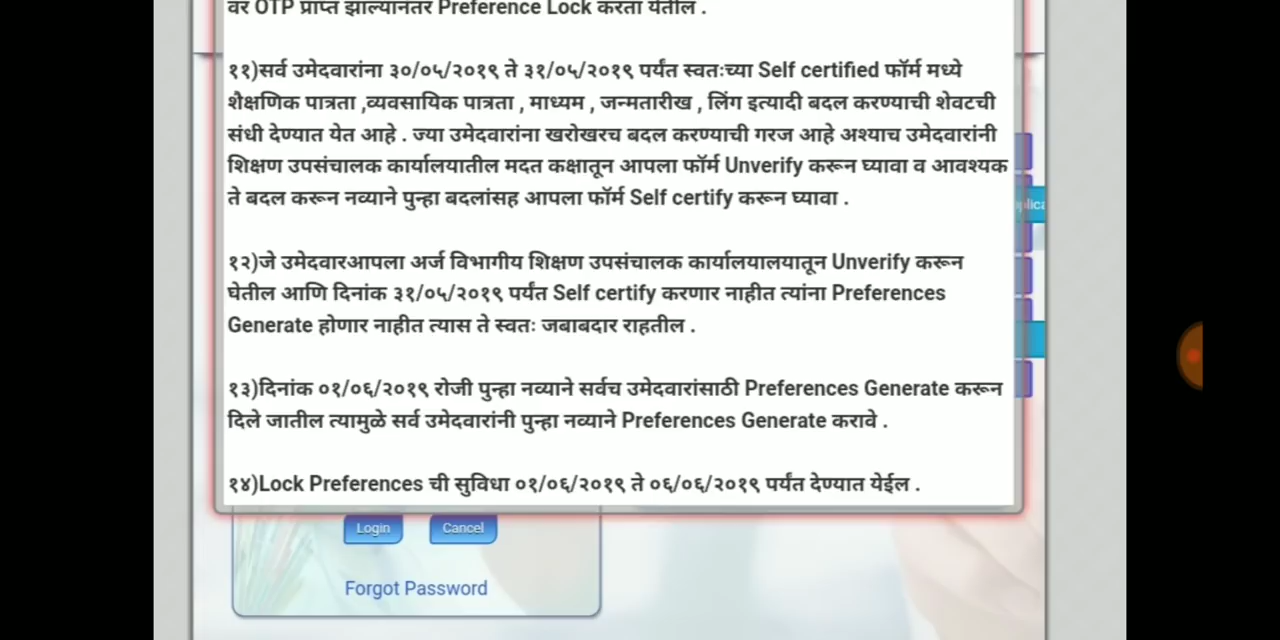 वर OTP प्राप्त झाल्यानंतर Preference Lock करता येतील .
११)सर्व उमेदवारांना ३०/०५/२०१९ ते ३१/०५/२०१९ पर्यंत स्वतःच्या Self certified फॉर्म मध्ये
शैक्षणिक पात्रता ,व्यवसायिक पात्रता , माध्यम , जन्मतारीख , लिंग इत्यादी बदल करण्याची शेवटची
संधी देण्यात येत आहे . ज्या उमेदवारांना खरोखरच बदल करण्याची गरज आहे अश्याच उमेदवारांनी
शिक्षण उपसंचालक कार्यालयातील मदत कक्षातून आपला फॉर्म Unverify करून घ्यावा व आवश्यक
ते बदल करून नव्याने पुन्हा बदलांसह आपला फॉर्म Self certify करून घ्यावा .
१२)जे उमेदवारआपला अर्ज विभागीय शिक्षण उपसंचालक कार्यालयालयातून Unverify करून
घेतील आणि दिनांक ३१/०५/२०१९ पर्यंत Self certify करणार नाहीत त्यांना Preferences
Generate होणार नाहीत त्यास ते स्वतः जबाबदार राहतील .
१३)दिनांक ०१/०६/२०१९ रोजी पुन्हा नव्याने सर्वच उमेदवारांसाठी Preferences Generate करून
दिले जातील त्यामुळे सर्व उमेदवारांनी पुन्हा नव्याने Preferences Generate करावे .
१४)Lock Preferences ची सुविधा ०१/०६/२०१९ ते ०६/०६/२०१९ पर्यंत देण्यात येईल .
Login Cancel
Forgot Password